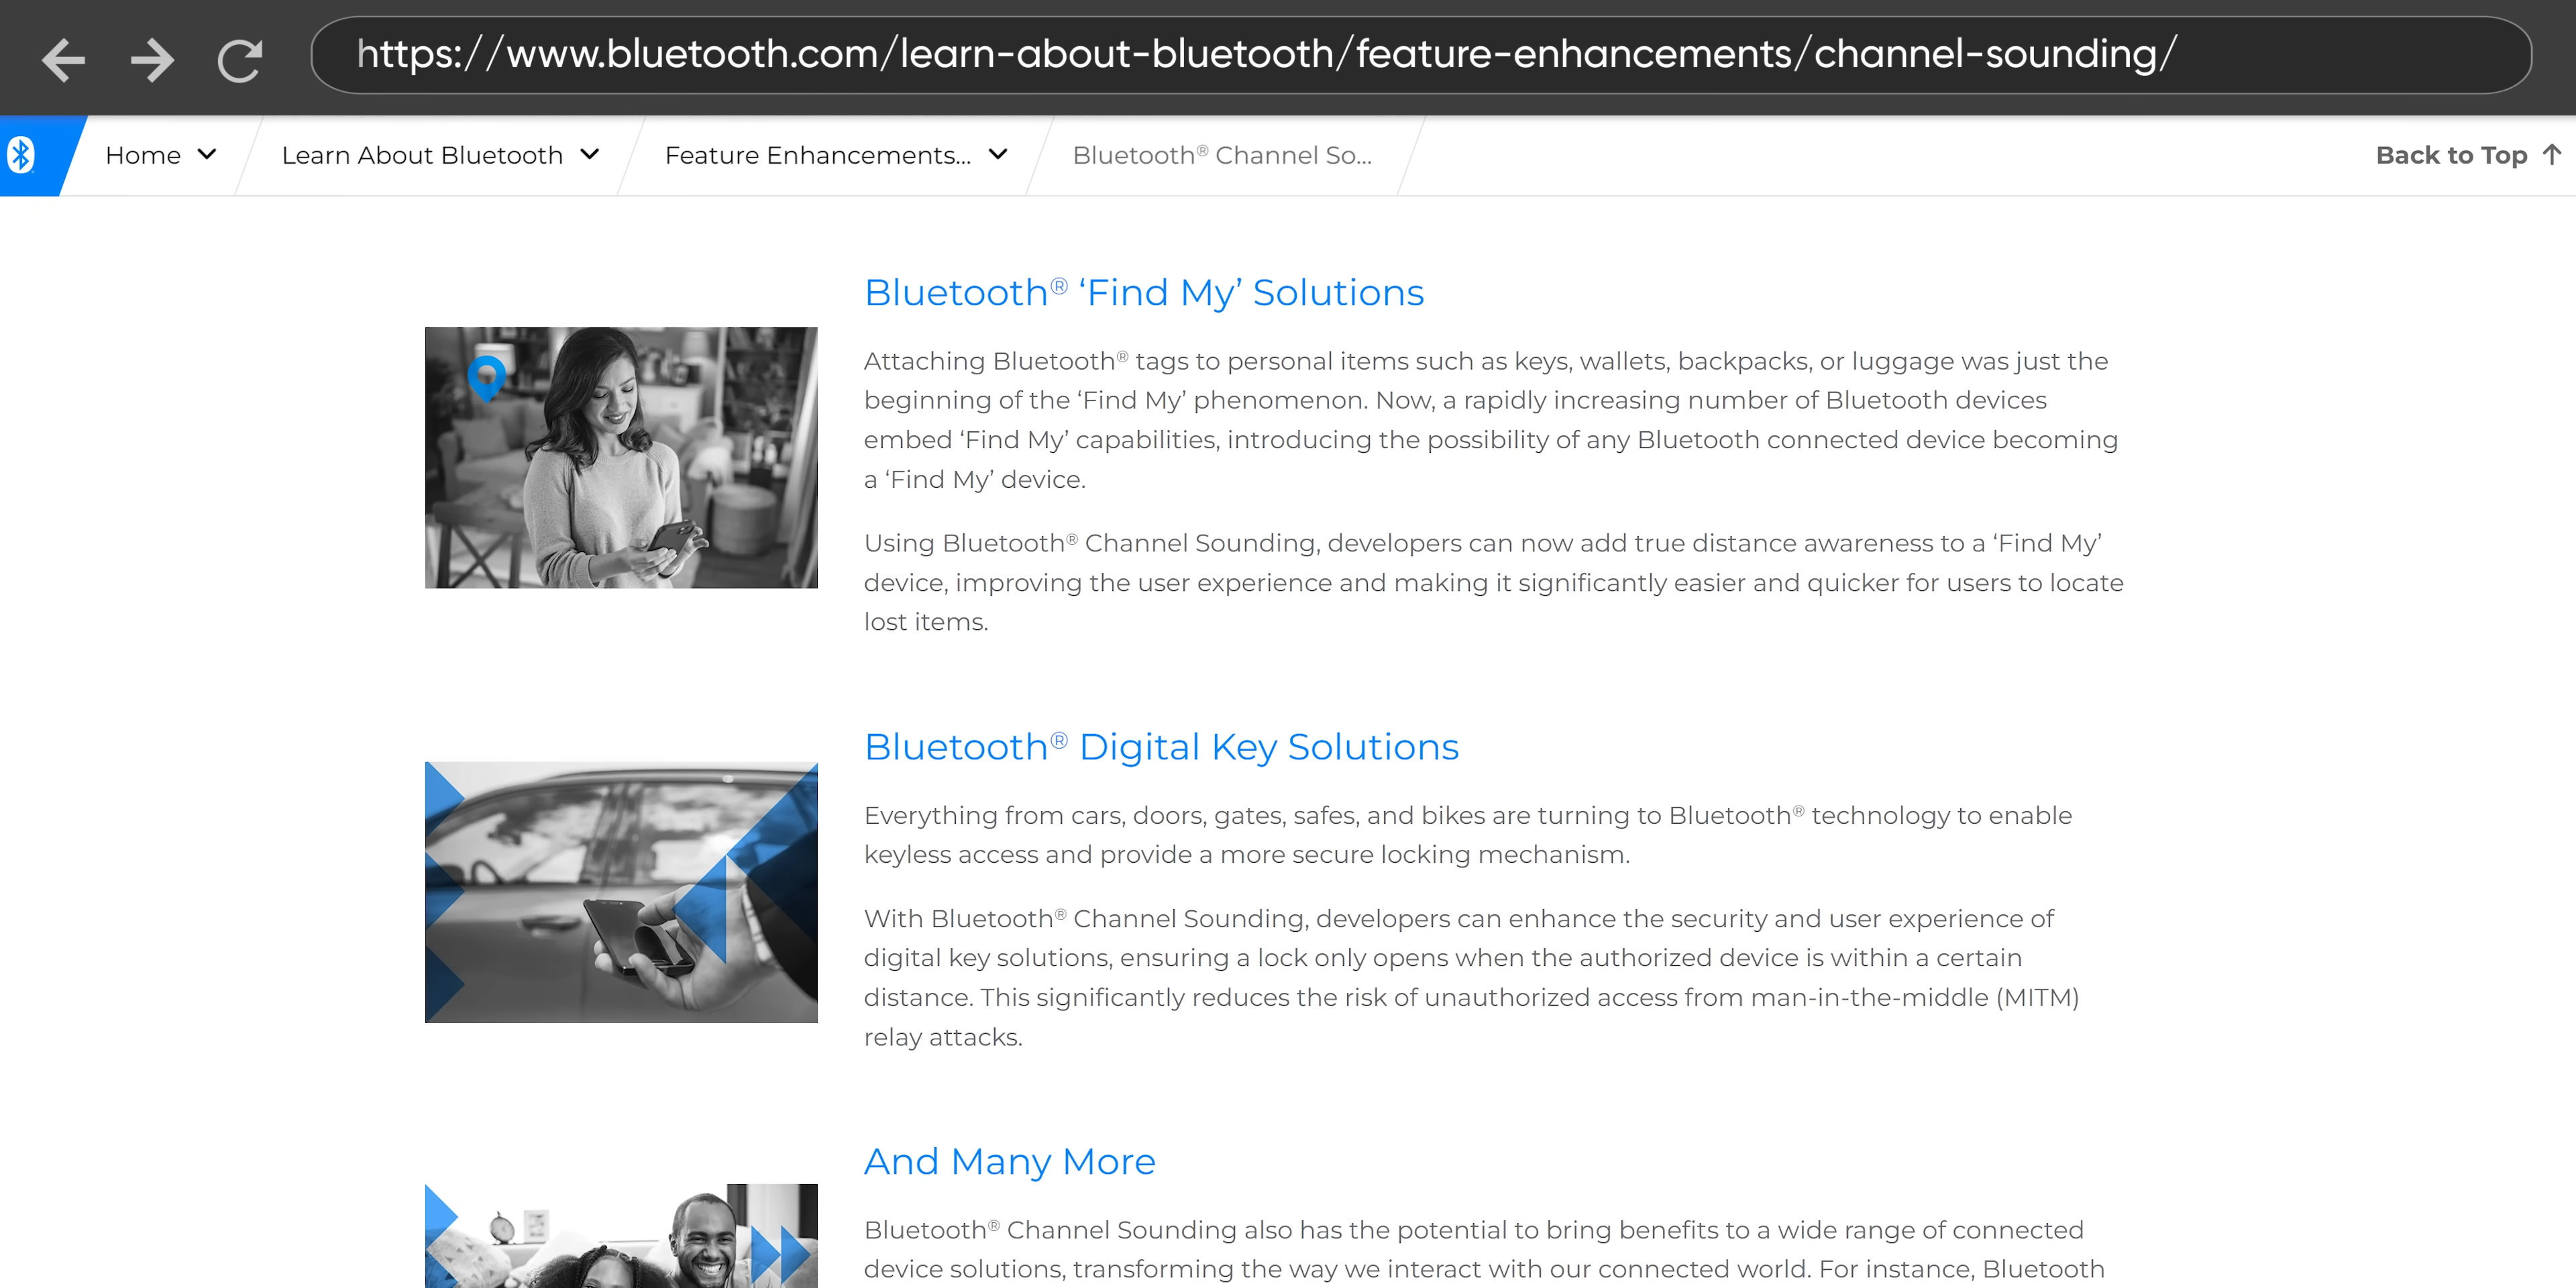 https://www.bluetooth.com/learn-about-bluetooth/feature-enhancements/channel-sounding/
Home
Learn About Bluetooth
Feature Enhancements...
Bluetooth® Channel So...
Back to Top
Bluetooth® ‘Find My’ Solutions
Attaching Bluetooth® tags to personal items such as keys, wallets, backpacks, or luggage was just the
beginning of the ‘Find My’ phenomenon. Now, a rapidly increasing number of Bluetooth devices
embed ‘Find My’ capabilities, introducing the possibility of any Bluetooth connected device becoming
a ‘Find My’ device.
Using Bluetooth® Channel Sounding, developers can now add true distance awareness to a ‘Find My’
device, improving the user experience and making it significantly easier and quicker for users to locate
lost items.
Bluetooth® Digital Key Solutions
Everything from cars, doors, gates, safes, and bikes are turning to Bluetooth® technology to enable
keyless access and provide a more secure locking mechanism.
With Bluetooth® Channel Sounding, developers can enhance the security and user experience of
digital key solutions, ensuring a lock only opens when the authorized device is within a certain
distance. This significantly reduces the risk of unauthorized access from man-in-the-middle (MITM)
relay attacks.
And Many More
Bluetooth® Channel Sounding also has the potential to bring benefits to a wide range of connected
device solutions, transforming the way we interact with our connected world. For instance, Bluetooth